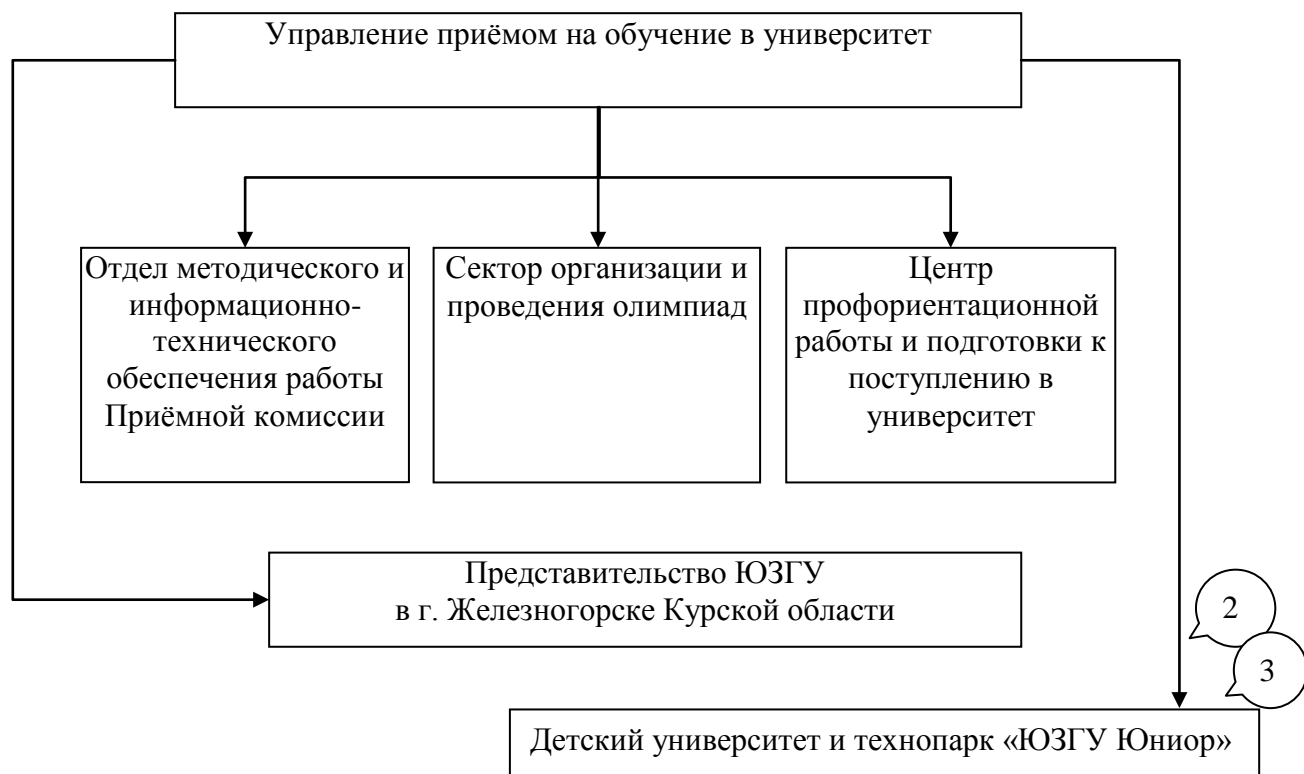 Управление приёмом на обучение в университет
Отдел методического и
информационно-
технического
обеспечения работы
Приёмной комиссии
Сектор организации и
проведения олимпиад
Центр
профориентационной
работы и подготовки к
поступлению в
университет
Представительство ЮЗГУ
в г. Железногорске Курской области
2
3
Детский университет и технопарк «ЮЗГУ Юниор»